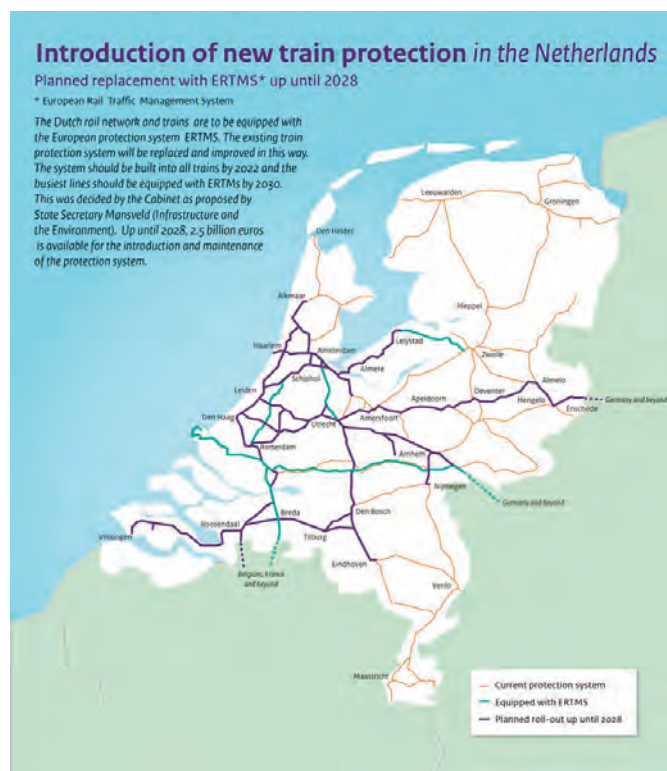 Introduction of new train protection in the Netherlands
Planned replacement with ERTMS* up until 2028
* European Rail Traffic Management System
The Dutch rail network and trains are to be equipped with
the European protection system ERTMS. The existing train
protection system will be replaced and improved in this way.
The system should be built into all trains by 2022 and the
busiest lines should be equipped with ERTMs by 2030.
This was decided by the Cabinet as proposed by
State Secretary Mansveld (Infrastructure and
the Environment). Up until 2028, 2.5 billion euros
is available for the introduction and maintenance
of the protection system.
Leeuwarden
Groningen
Den Helder
Alkmaar
Meppel
Haarlem
Amsterdam
Lelystad
Zwolle
Schiphol
Almere
Leiden
Apeldoorn
Deventer
Almelo
Hengelo
Enschede
Germany and beyond
Den Haag
Utrecht
Amersfoort
Rotterdam
Arnhem
Nijmegen
Germany and beyond
Breda
Den Bosch
Roosendaal
Vlissingen
Tilburg
Belgium, France
and beyond
Eindhoven
Venlo
Maastricht
Current protection system
Equipped with ERTMS
Planned roll-out up until 2028